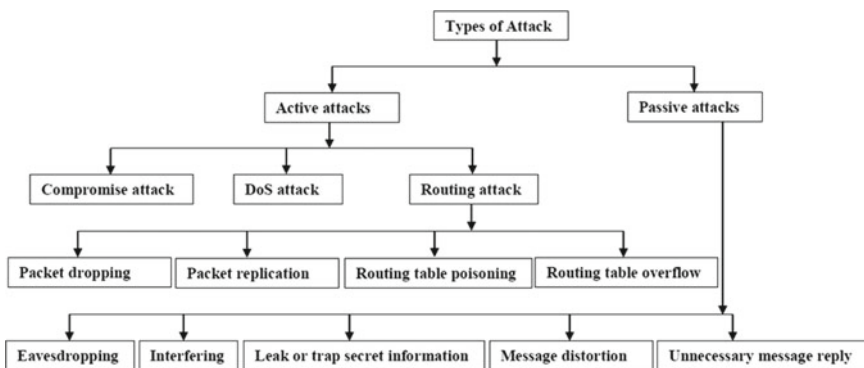 Types of Attack
Active attacks
Passive attacks
Compromise attack
DoS attack
Routing attack
Packet dropping
Packet replication
Routing table poisoning
Routing table overflow
Eavesdropping
Interfering
Leak or trap secret information
Message distortion
Unnecessary message reply